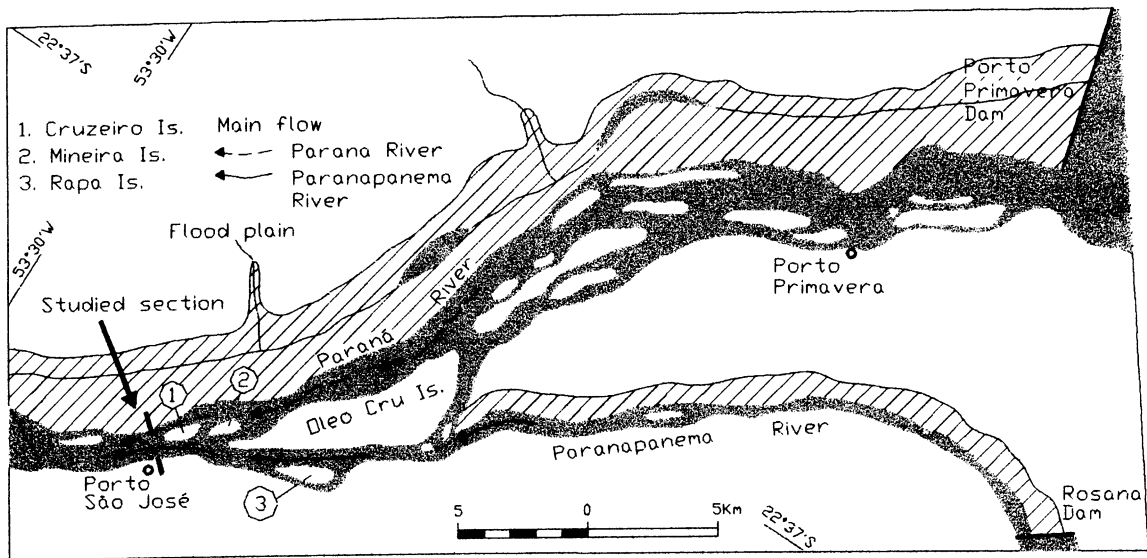 22°37'S
53°30'W
1. Cruzeiro Is.
2. Mineira Is.
3. Rapa Is.
Main flow
Parana River
Paranapanema
River
Porto
Primavera
Dam
53°30'W
Flood plain
Studied section
Paraná River
Porto
Primavera
1
2
Oleo Cru Is.
Paranapanema River
Porto
São José
3
5 0 5Km
22°37'S
Rosana
Dam